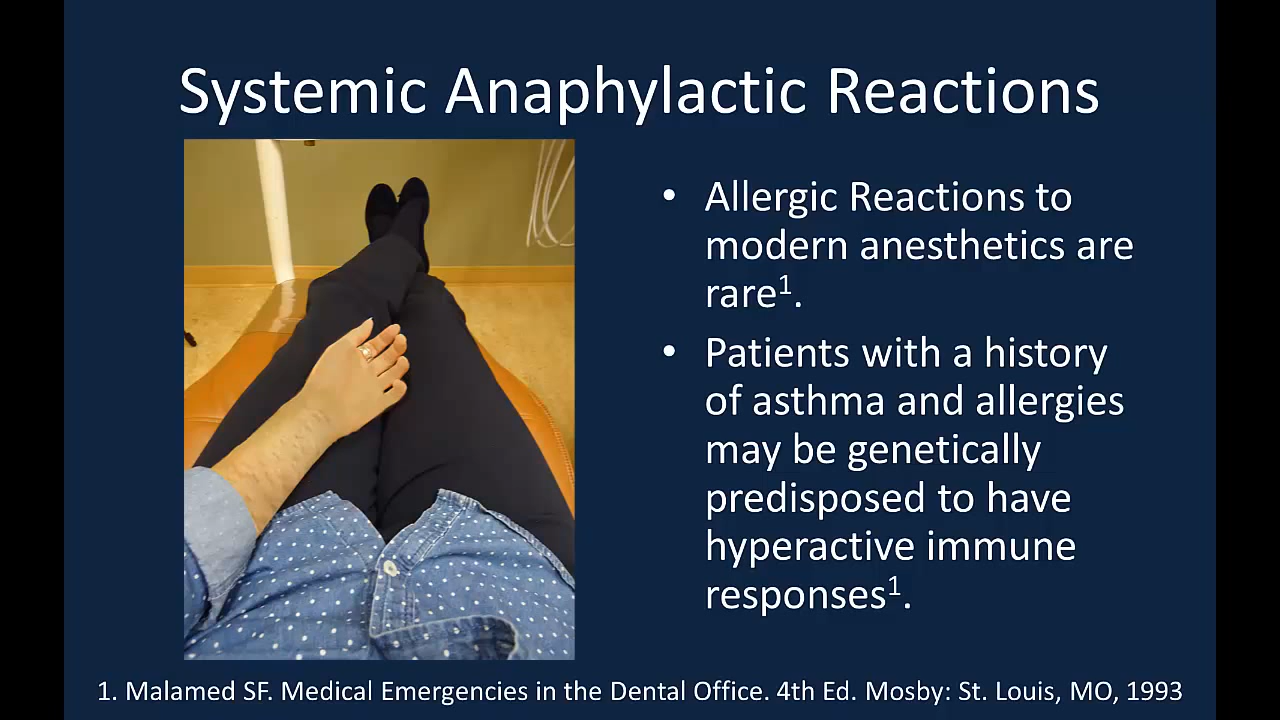 Systemic Anaphylactic Reactions
• Allergic Reactions to
modern anesthetics are
rare¹.
• Patients with a history
of asthma and allergies
may be genetically
predisposed to have
hyperactive immune
responses¹.
1. Malamed SF. Medical Emergencies in the Dental Office. 4th Ed. Mosby: St. Louis, MO, 1993